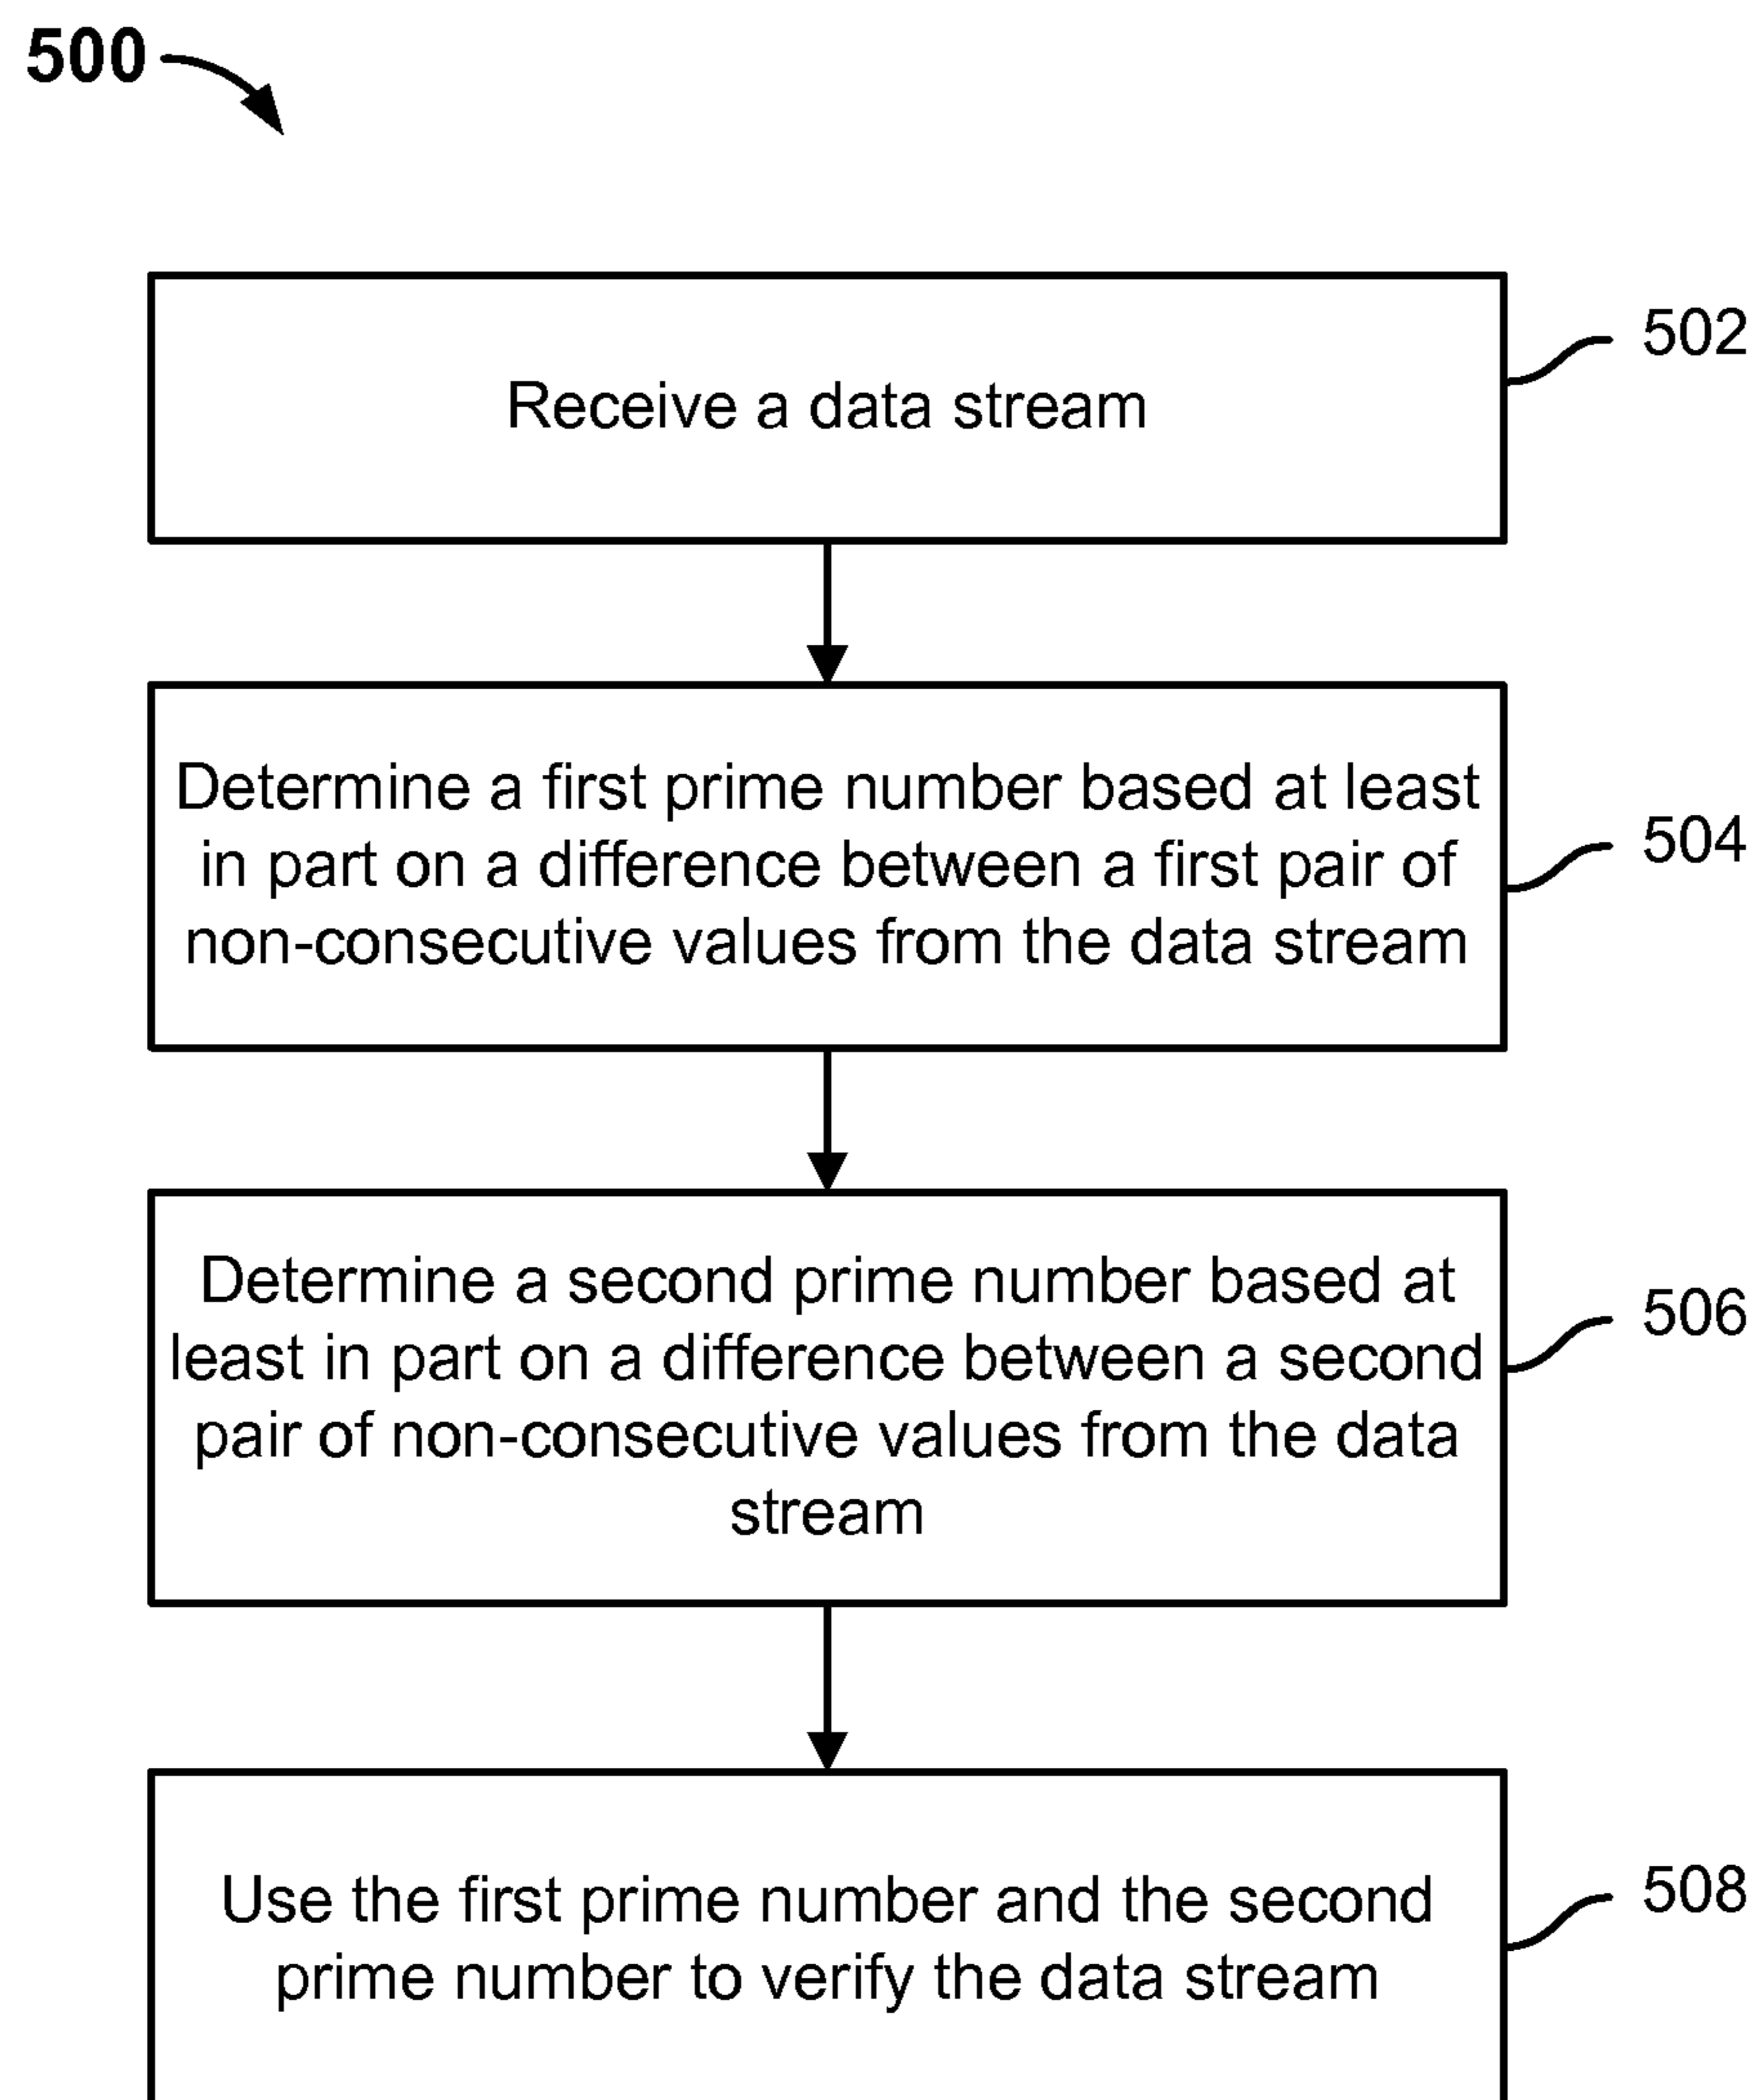 500
Receive a data stream
502
Determine a first prime number based at least
in part on a difference between a first pair of
non-consecutive values from the data stream
504
Determine a second prime number based at
least in part on a difference between a second
pair of non-consecutive values from the data
stream
506
Use the first prime number and the second
prime number to verify the data stream
508